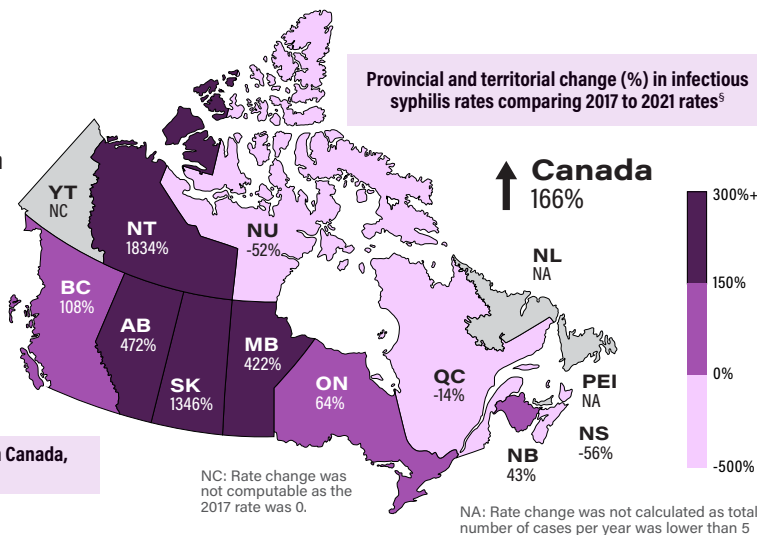 Provincial and territorial change (%) in infectious
syphilis rates comparing 2017 to 2021 rates§
Canada
166%
300%+
150%
0%
-500%
YT
NC
NT
1834%
NU
-52%
NL
NA
BC
108%
AB
472%
SK
1346%
MB
422%
ON
64%
QC
-14%
PEI
NA
NS
-56%
NB
43%
Canada,
NC: Rate change was
not computable as the
2017 rate was 0.
NA: Rate change was not calculated as total
number of cases per year was lower than 5